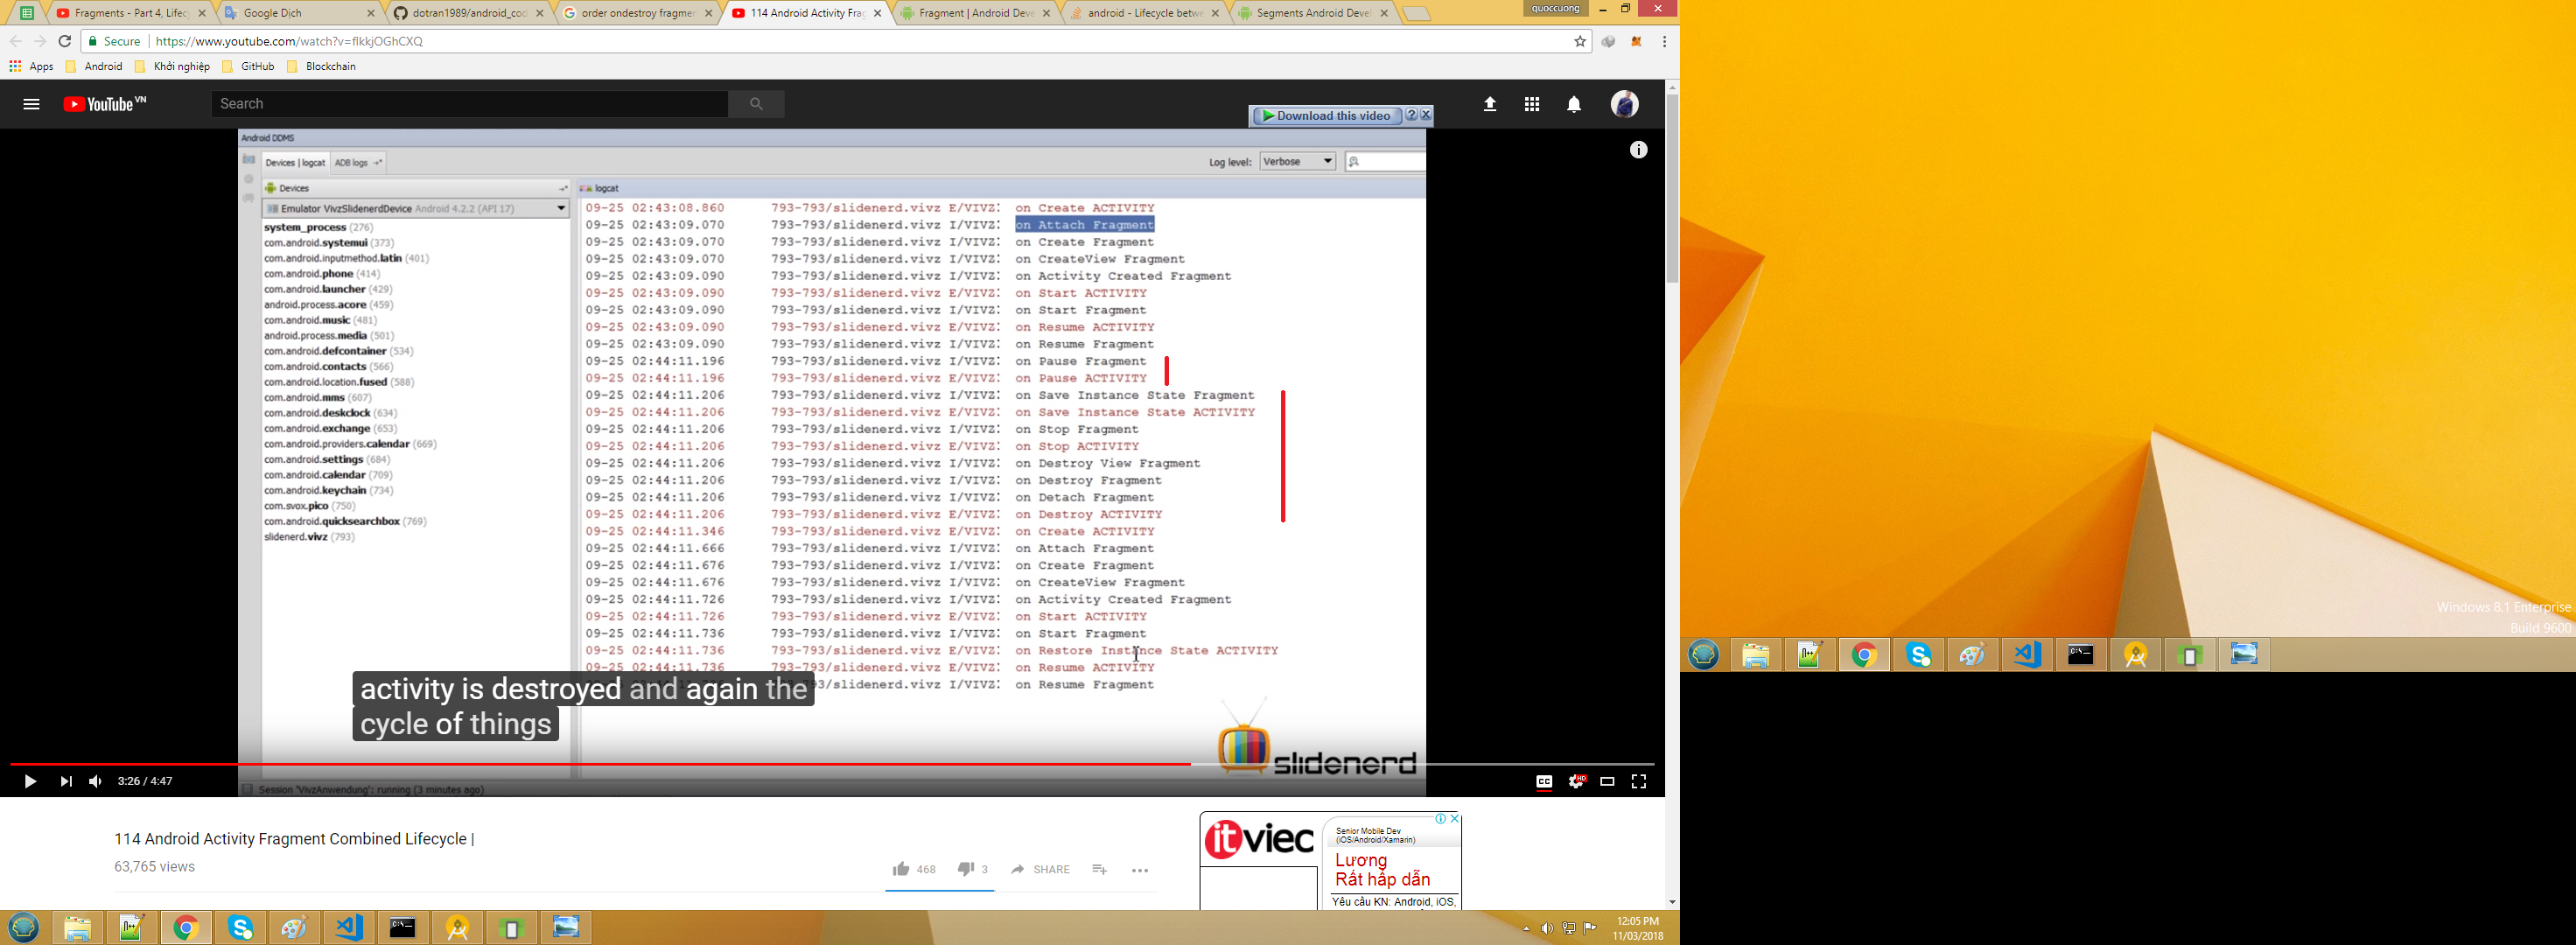 Fragments - Part 4, Lifec
Google Dịch
dotran1989/android_coo
order ondestroy fragmen
114 Android Activity Frag
Fragment | Android Deve
android - Lifecycle betwe
Segments Android Devel
quoccuong
Secure https://www.youtube.com/watch?v=flkkjOGhCXQ
Apps Android Khởi nghiệp GitHub Blockchain
YouTube VN
Search
Download this video ? X
Android DDMS
Devices | logcat ADB logs
Log level: Verbose
Devices
logcat
Emulator VivzSlidenerdDevice Android 4.2.2 (API 17)
system_process (276)
com.android.systemui (373)
com.android.inputmethod.latin (401)
com.android.phone (414)
com.android.launcher (429)
android.process.acore (459)
com.android.music (481)
android.process.media (501)
com.android.defcontainer (534)
com.android.contacts (566)
com.android.location.fused (588)
com.android.mms (607)
com.android.deskclock (634)
com.android.exchange (653)
com.android.providers.calendar (669)
com.android.settings (684)
com.android.calendar (709)
com.android.keychain (734)
com.svox.pico (750)
com.android.quicksearchbox (769)
slidenerd.vivz (793)
09-25 02:43:08.860 793-793/slidenerd.vivz E/VIVZ: on Create ACTIVITY
09-25 02:43:09.070 793-793/slidenerd.vivz I/VIVZ: on Attach Fragment
09-25 02:43:09.070 793-793/slidenerd.vivz I/VIVZ: on Create Fragment
09-25 02:43:09.070 793-793/slidenerd.vivz I/VIVZ: on CreateView Fragment
09-25 02:43:09.090 793-793/slidenerd.vivz I/VIVZ: on Activity Created Fragment
09-25 02:43:09.090 793-793/slidenerd.vivz E/VIVZ: on Start ACTIVITY
09-25 02:43:09.090 793-793/slidenerd.vivz I/VIVZ: on Start Fragment
09-25 02:43:09.090 793-793/slidenerd.vivz E/VIVZ: on Resume ACTIVITY
09-25 02:43:09.090 793-793/slidenerd.vivz I/VIVZ: on Resume Fragment
09-25 02:44:11.196 793-793/slidenerd.vivz I/VIVZ: on Pause Fragment
09-25 02:44:11.196 793-793/slidenerd.vivz E/VIVZ: on Pause ACTIVITY
09-25 02:44:11.206 793-793/slidenerd.vivz I/VIVZ: on Save Instance State Fragment
09-25 02:44:11.206 793-793/slidenerd.vivz E/VIVZ: on Save Instance State ACTIVITY
09-25 02:44:11.206 793-793/slidenerd.vivz I/VIVZ: on Stop Fragment
09-25 02:44:11.206 793-793/slidenerd.vivz E/VIVZ: on Stop ACTIVITY
09-25 02:44:11.206 793-793/slidenerd.vivz I/VIVZ: on Destroy View Fragment
09-25 02:44:11.206 793-793/slidenerd.vivz I/VIVZ: on Destroy Fragment
09-25 02:44:11.206 793-793/slidenerd.vivz I/VIVZ: on Detach Fragment
09-25 02:44:11.206 793-793/slidenerd.vivz E/VIVZ: on Destroy ACTIVITY
09-25 02:44:11.346 793-793/slidenerd.vivz E/VIVZ: on Create ACTIVITY
09-25 02:44:11.666 793-793/slidenerd.vivz I/VIVZ: on Attach Fragment
09-25 02:44:11.676 793-793/slidenerd.vivz I/VIVZ: on Create Fragment
09-25 02:44:11.676 793-793/slidenerd.vivz I/VIVZ: on CreateView Fragment
09-25 02:44:11.726 793-793/slidenerd.vivz I/VIVZ: on Activity Created Fragment
09-25 02:44:11.726 793-793/slidenerd.vivz E/VIVZ: on Start ACTIVITY
09-25 02:44:11.736 793-793/slidenerd.vivz I/VIVZ: on Start Fragment
09-25 02:44:11.736 793-793/slidenerd.vivz E/VIVZ: on Restore Instance State ACTIVITY
09-25 02:44:11.736 793-793/slidenerd.vivz E/VIVZ: on Resume ACTIVITY
93/slidenerd.vivz I/VIVZ: on Resume Fragment
activity is destroyed and again the
cycle of things
slidenerd
3:26 / 4:47
CC HD
Session 'VivzAnwendung': running (3 minutes ago)
114 Android Activity Fragment Combined Lifecycle |
63,765 views
468 3 SHARE
itviec
Senior Mobile Dev
(iOS/Android/Xamarin)
Lương
Rất hấp dẫn
Yêu cầu KN: Android, iOS,
12:05 PM
11/03/2018
Windows 8.1 Enterprise
Build 9600